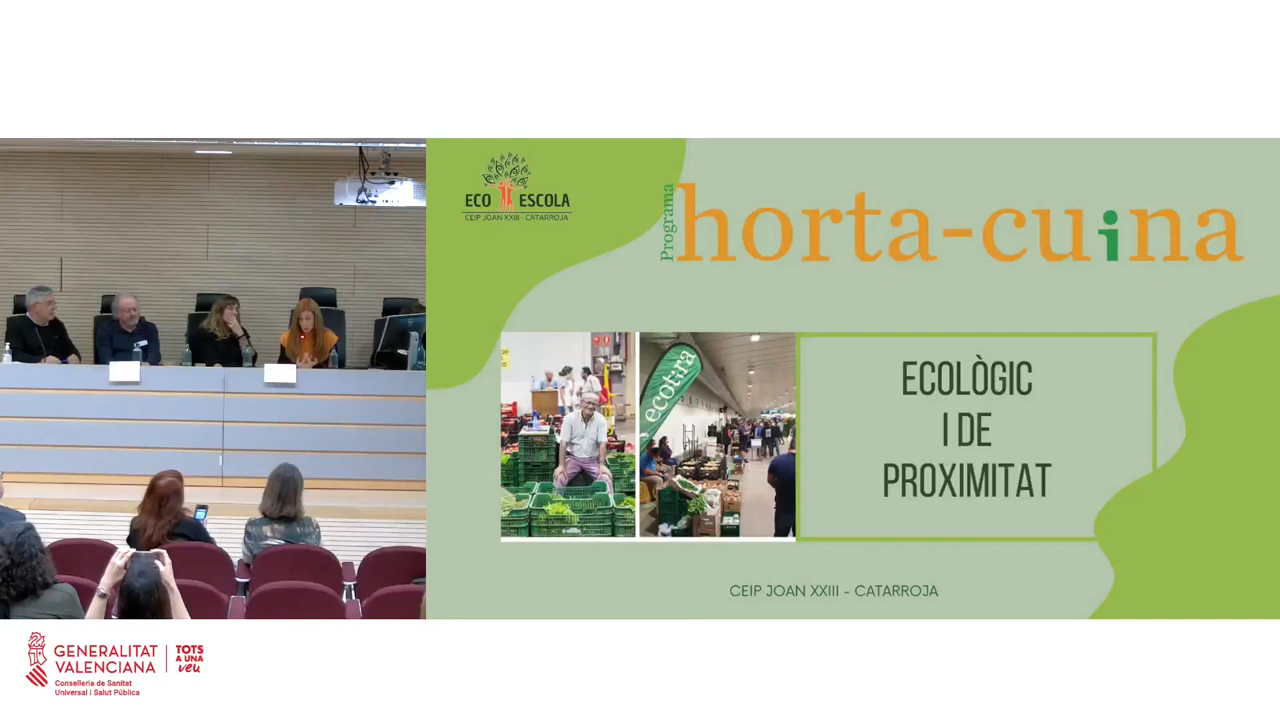 ECO ESCOLA
CEIP JOAN XXIII - CATARROJA
Programa
horta-cuina
ecotira
ECOLÒGIC
I DE
PROXIMITAT
CEIP JOAN XXIII - CATARROJA
GENERALITAT
VALENCIANA
Conselleria de Sanitat
Universal i Salut Pública
TOTS
A UNA
veu